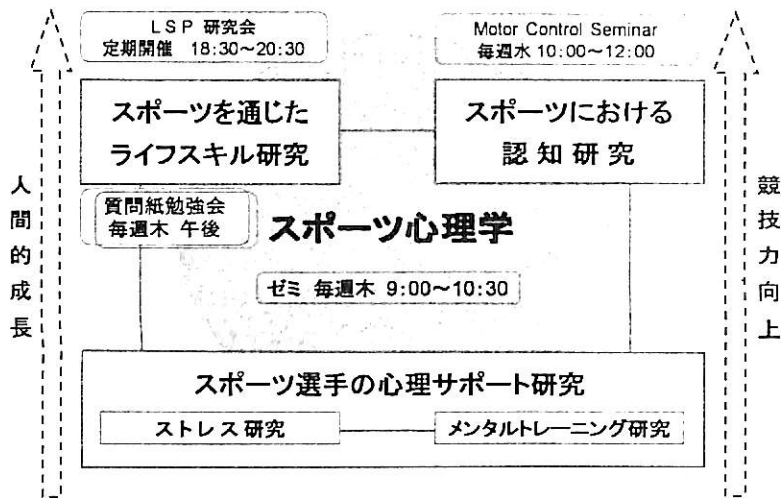 LSP 研究会
定期開催 18:30～20:30
Motor Control Seminar
毎週水 10:00～12:00
スポーツを通じた
ライフスキル研究
スポーツにおける
認知研究
人間的成長
質問紙勉強会
毎週木 午後
スポーツ心理学
競技力向上
ゼミ 毎週木 9:00～10:30
スポーツ選手の心理サポート研究
ストレス研究
メンタルトレーニング研究